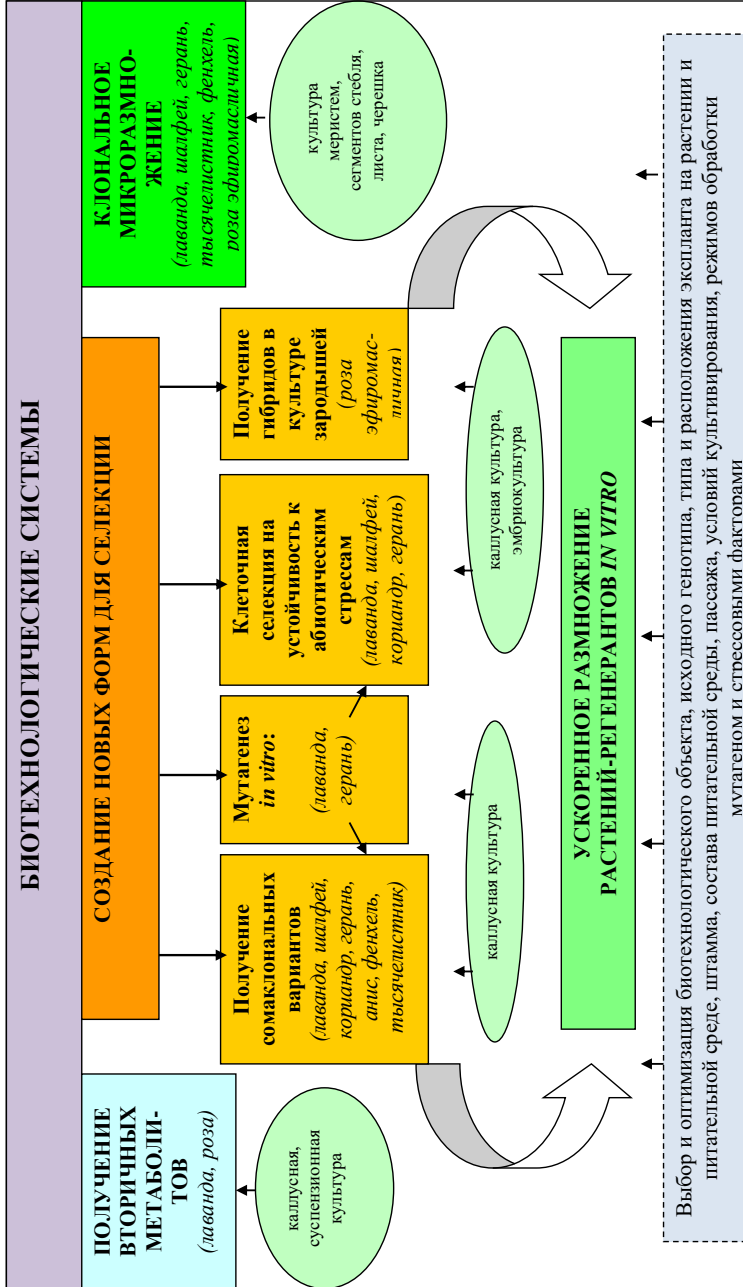 БИОТЕХНОЛОГИЧЕСКИЕ СИСТЕМЫ
ПОЛУЧЕНИЕ
ВТОРИЧНЫХ
МЕТАБОЛИ-
ТОВ
(лаванда, роза)
каллусная,
суспензионная
культура
СОЗДАНИЕ НОВЫХ ФОРМ ДЛЯ СЕЛЕКЦИИ
Получение
сомаклональных
вариантов
(лаванда, шалфей,
кориандр, герань,
анис, фенхель,
тысячелистник)
Мутагенез
in vitro:
(лаванда,
герань)
Клеточная
селекция на
устойчивость к
абиотическим
стрессам
(лаванда, шалфей,
кориандр, герань)
Получение
гибридов в
культуре
зародышей
(роза
эфиромас-
личная)
КЛОНАЛЬНОЕ
МИКРОРАЗМНО-
ЖЕНИЕ
(лаванда, шалфей, герань,
тысячелистник, фенхель,
роза эфиромасличная)
культура
меристем,
сегментов стебля,
листа, черешка
каллусная культура
каллусная культура,
эмбриокультура
УСКОРЕННОЕ РАЗМНОЖЕНИЕ
РАСТЕНИЙ-РЕГЕНЕРАНТОВ IN VITRO
Выбор и оптимизация биотехнологического объекта, исходного генотипа, типа и расположения экспланта на растении и
питательной среде, штамма, состава питательной среды, пассажа, условий культивирования, режимов обработки
мутагеном и стрессовыми факторами